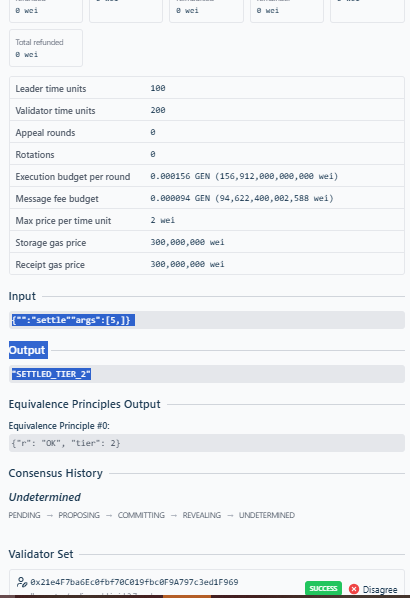 0 wei
0 wei
0 wei
0 wei
0 wei
Total refunded
0 wei
Leader time units 100
Validator time units 200
Appeal rounds 0
Rotations 0
Execution budget per round 0.000156 GEN (156,912,000,000,000 wei)
Message fee budget 0.000094 GEN (94,622,400,002,588 wei)
Max price per time unit 2 wei
Storage gas price 300,000,000 wei
Receipt gas price 300,000,000 wei
Input
{"":"settle""args":[5,]}
Output
"SETTLED_TIER_2"
Equivalence Principles Output
Equivalence Principle #0:
{"r": "OK", "tier": 2}
Consensus History
Undetermined
PENDING → PROPOSING → COMMITTING → REVEALING → UNDETERMINED
Validator Set
0x21e4F7ba6Ec0fbf70C019fbc0F9A797c3ed1F969 SUCCESS Disagree